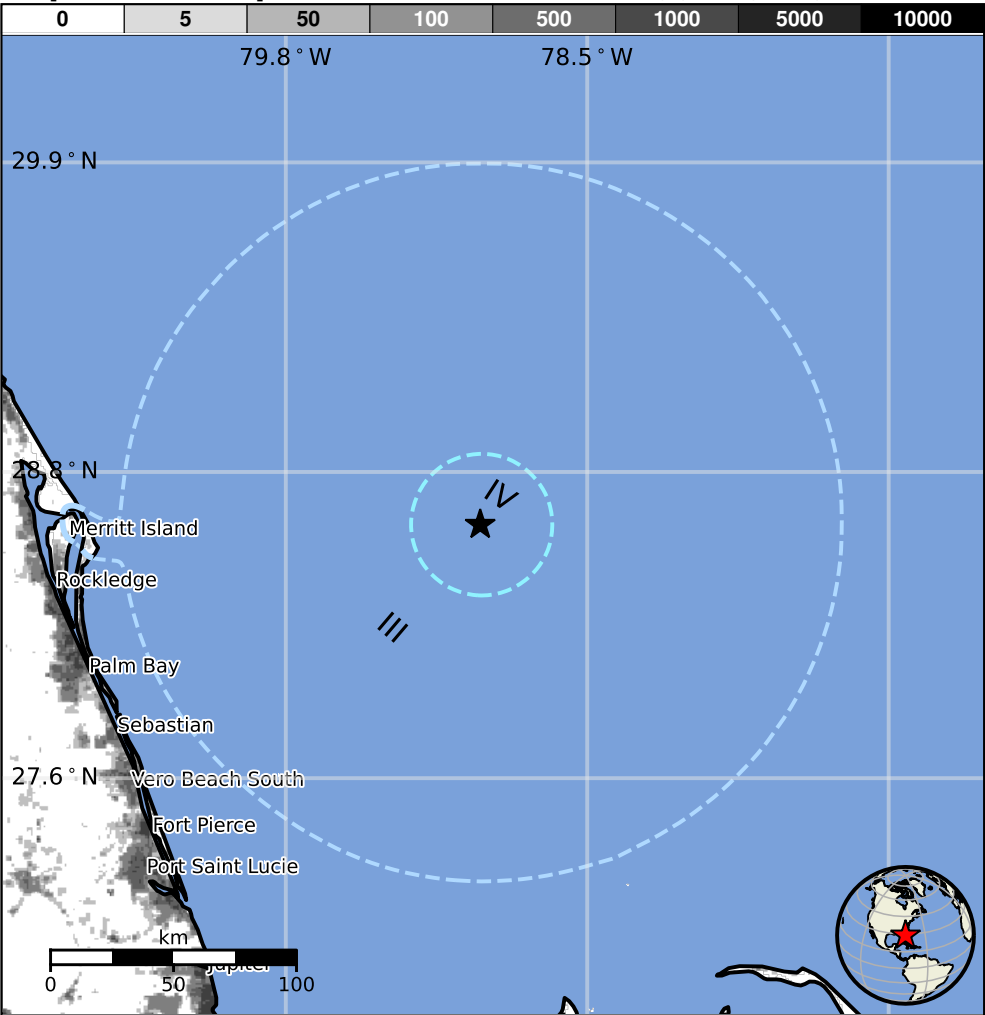 0 5 50 100 500 1000 5000 10000
79.8°W 78.5°W
29.9°N
28.8°N
IV
Merritt Island
Rockledge
III
Palm Bay
Sebastian
27.6°N
Vero Beach South
Fort Pierce
Port Saint Lucie
km
Jupiter
0 50 100